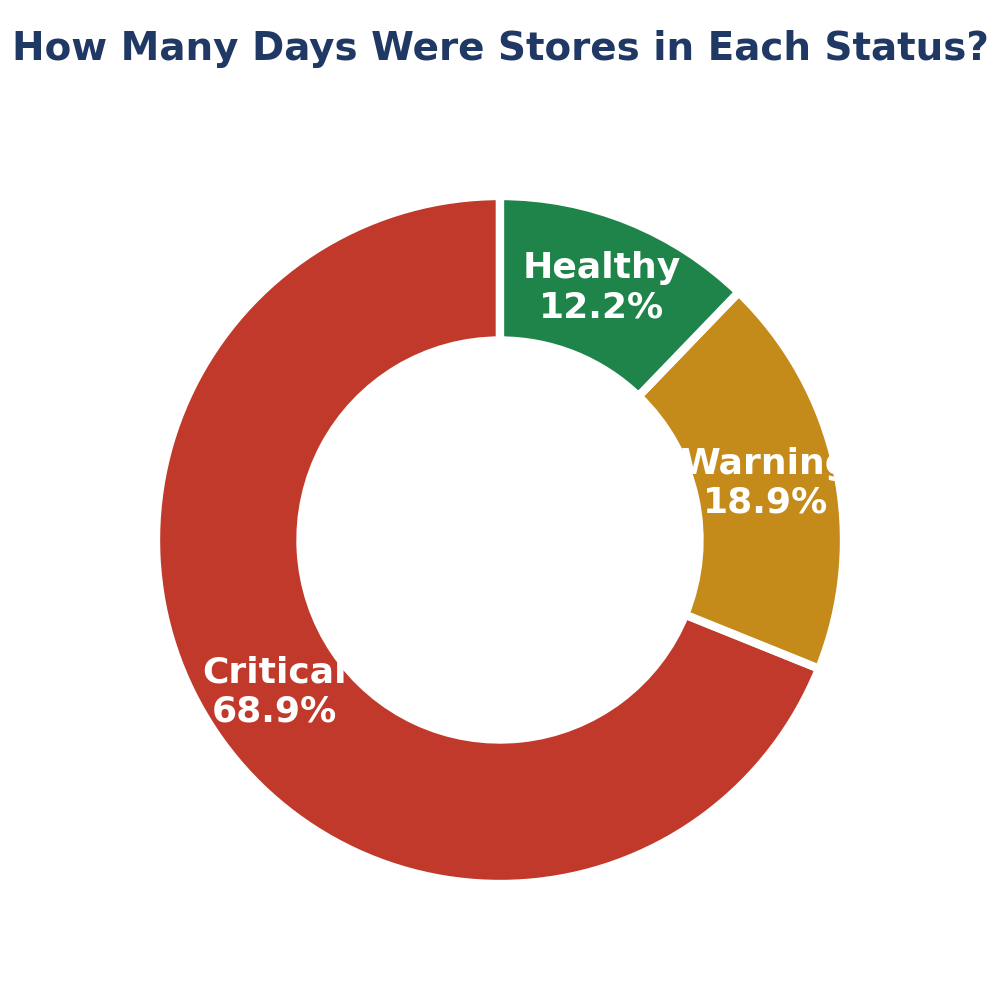 How Many Days Were Stores in Each Status?
Healthy
12.2%
Warning
18.9%
Critical
68.9%